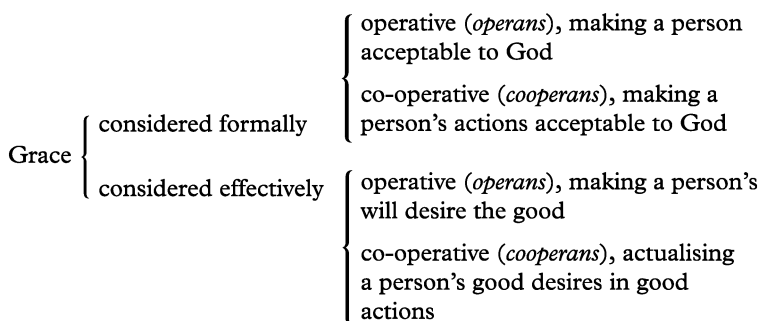 operative (operans), making a person
acceptable to God
co-operative (cooperans), making a
person's actions acceptable to God
Grace
considered formally
considered effectively
operative (operans), making a person's
will desire the good
co-operative (cooperans), actualising
a person's good desires in good
actions